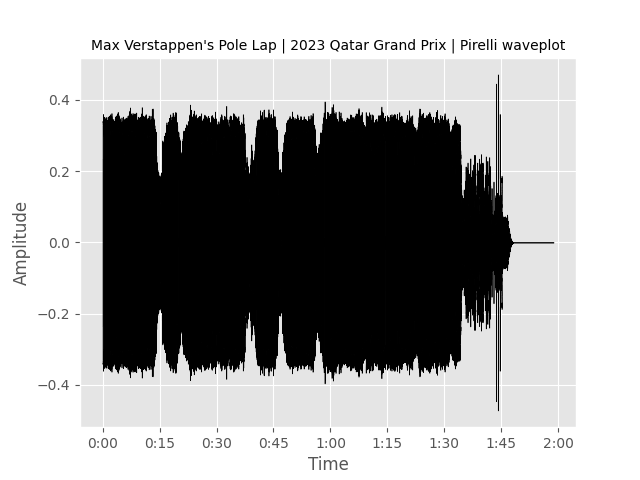 Max Verstappen's Pole Lap | 2023 Qatar Grand Prix | Pirelli waveplot
0.4
0.2
0.0
−0.2
−0.4
Amplitude
0:00 0:15 0:30 0:45 1:00 1:15 1:30 1:45 2:00
Time